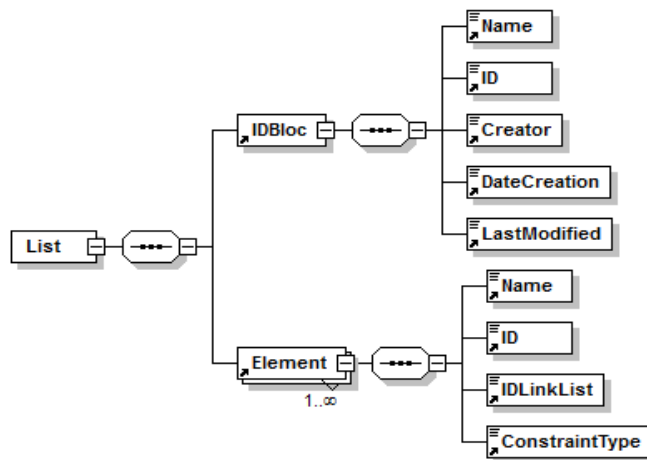 Name
ID
IDBloc
Creator
DateCreation
List
LastModified
Name
ID
Element
1..∞
IDLinkList
ConstraintType